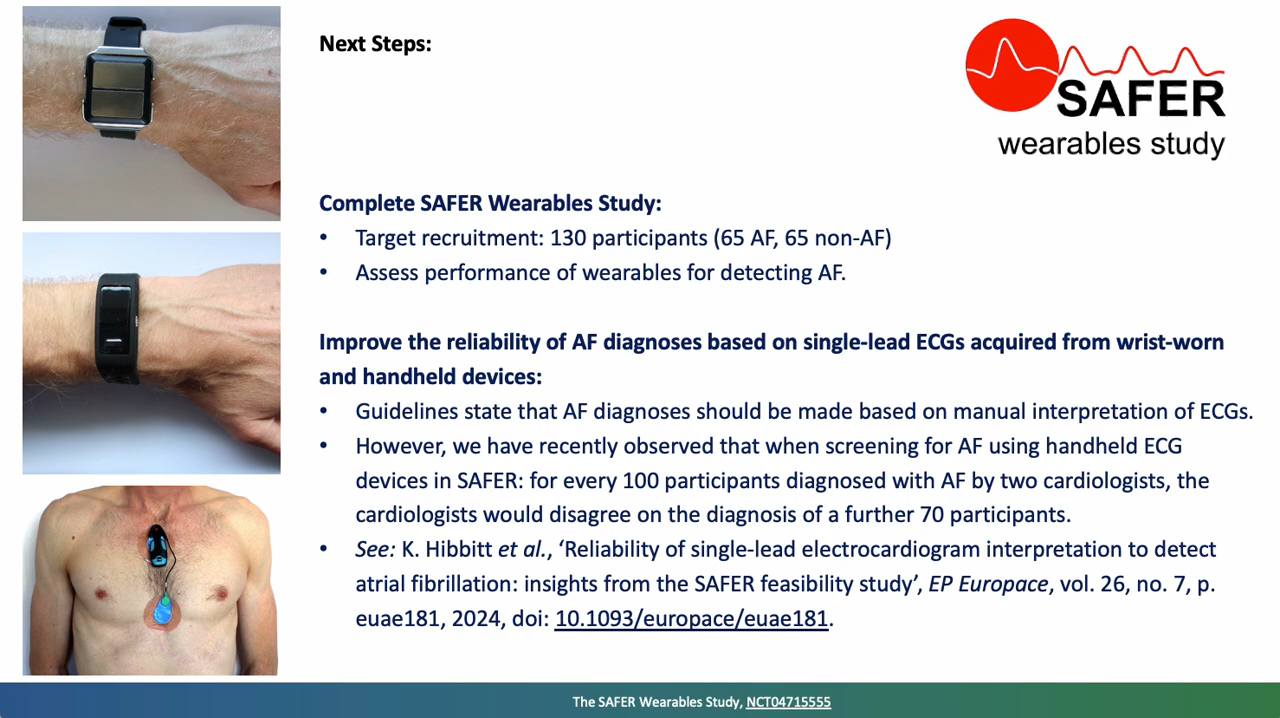 Next Steps:
SAFER
wearables study
Complete SAFER Wearables Study:
• Target recruitment: 130 participants (65 AF, 65 non-AF)
• Assess performance of wearables for detecting AF.
Improve the reliability of AF diagnoses based on single-lead ECGs acquired from wrist-worn
and handheld devices:
• Guidelines state that AF diagnoses should be made based on manual interpretation of ECGs.
• However, we have recently observed that when screening for AF using handheld ECG
devices in SAFER: for every 100 participants diagnosed with AF by two cardiologists, the
cardiologists would disagree on the diagnosis of a further 70 participants.
• See: K. Hibbitt et al., ‘Reliability of single-lead electrocardiogram interpretation to detect
atrial fibrillation: insights from the SAFER feasibility study’, EP Europace, vol. 26, no. 7, p.
euae181, 2024, doi: 10.1093/europace/euae181.
The SAFER Wearables Study, NCT04715555